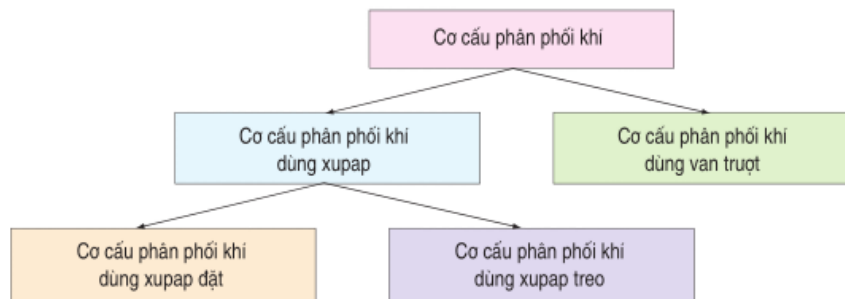 Cơ cấu phân phối khí
Cơ cấu phân phối khí
dùng xupap
Cơ cấu phân phối khí
dùng van trượt
Cơ cấu phân phối khí
dùng xupap đặt
Cơ cấu phân phối khí
dùng xupap treo